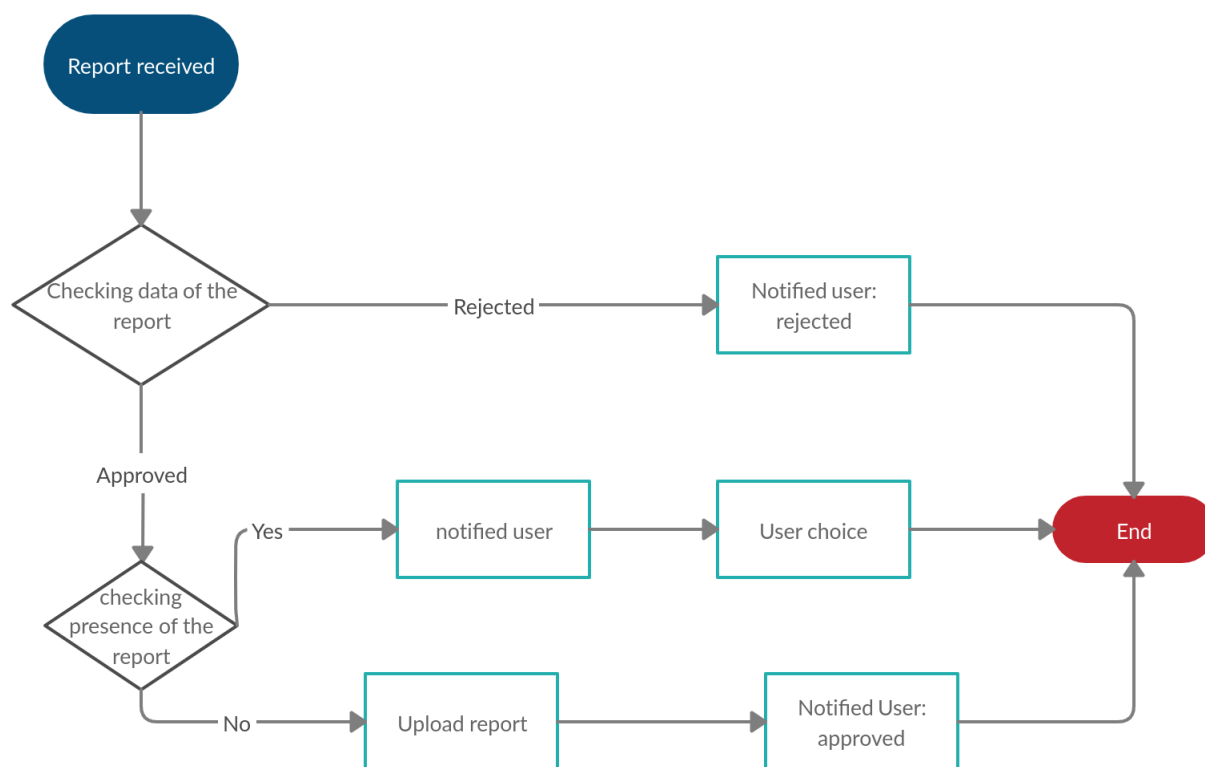 Report received
Checking data of the
report
Rejected
Notified user:
rejected
Approved
Yes
notified user
User choice
End
checking
presence of the
report
No
Upload report
Notified User:
approved